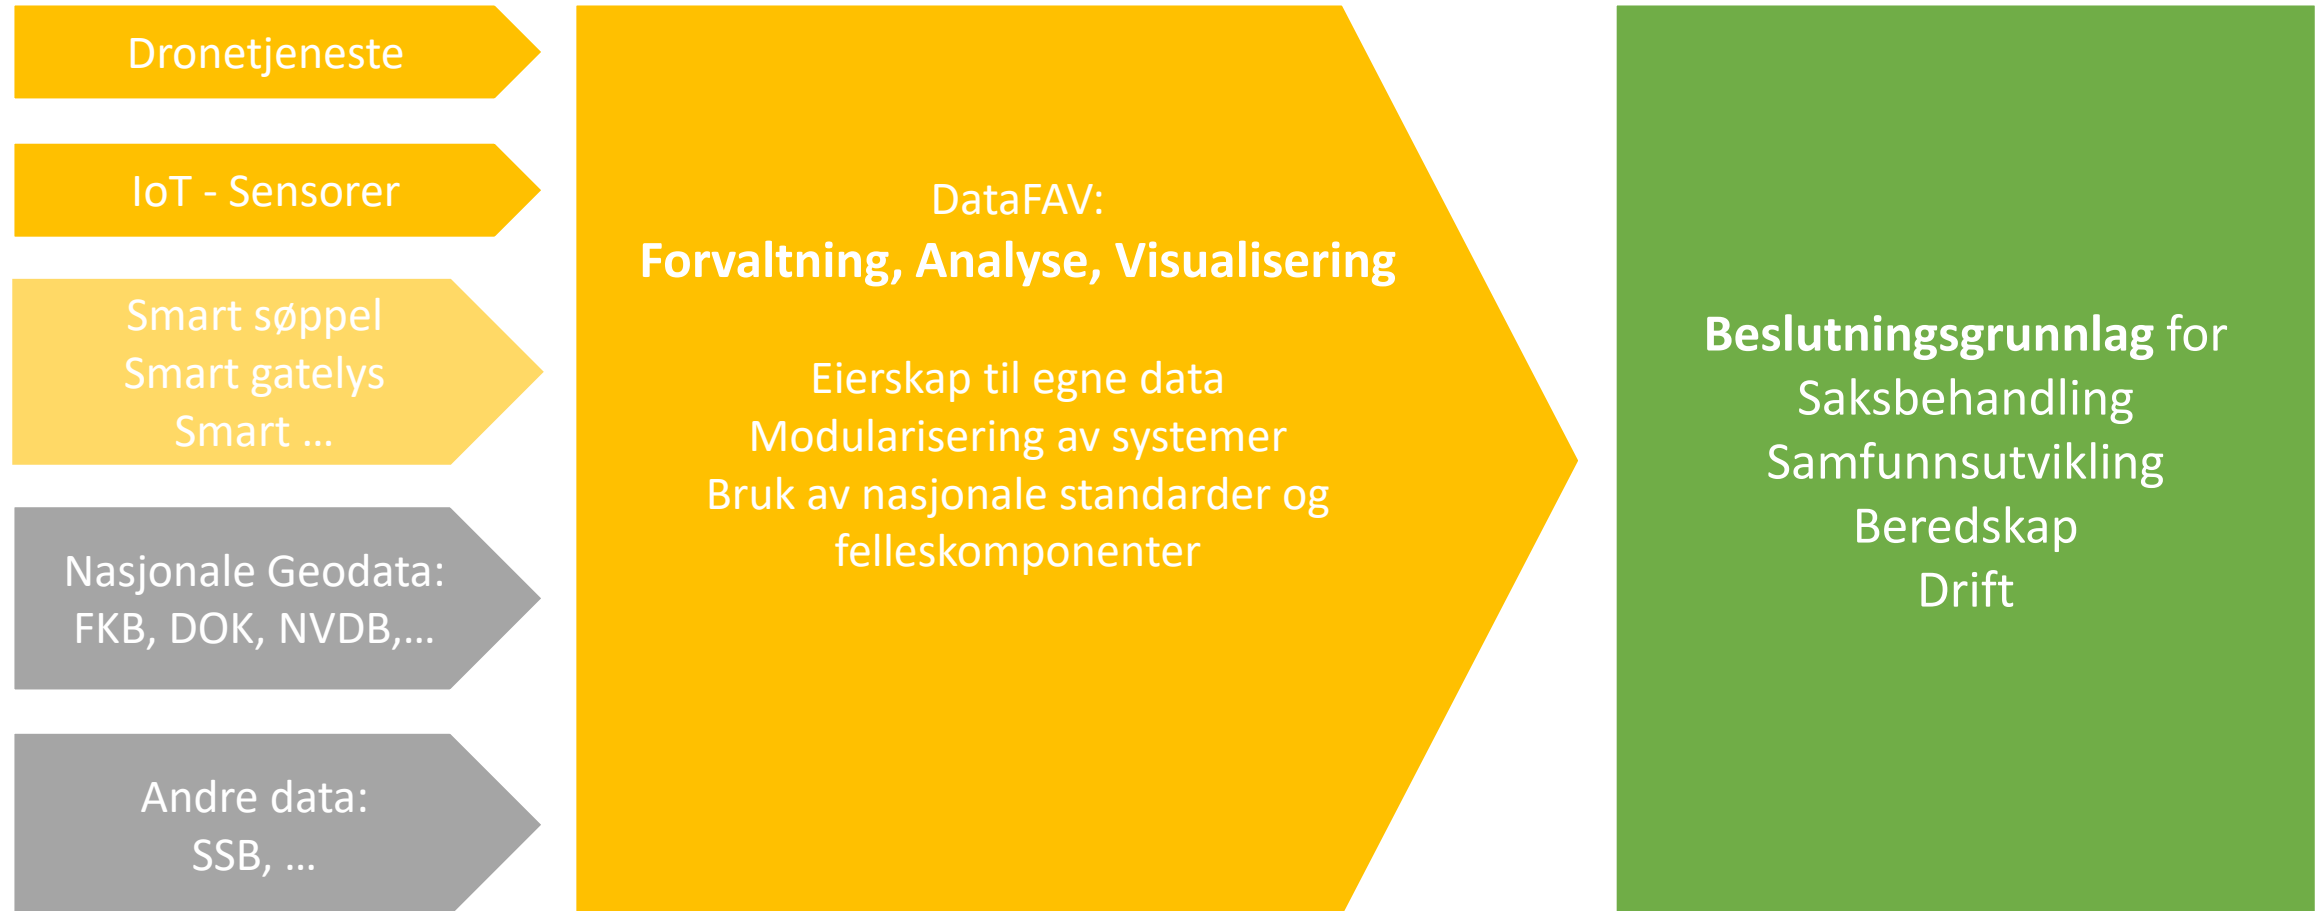 Dronetjeneste
IoT - Sensorer
Smart søppel
Smart gatelys
Smart ...
Nasjonale Geodata:
FKB, DOK, NVDB,...
Andre data:
SSB, ...
DataFAV:
Forvaltning, Analyse, Visualisering
Eierskap til egne data
Modularisering av systemer
Bruk av nasjonale standarder og
felleskomponenter
Beslutningsgrunnlag for
Saksbehandling
Samfunnsutvikling
Beredskap
Drift